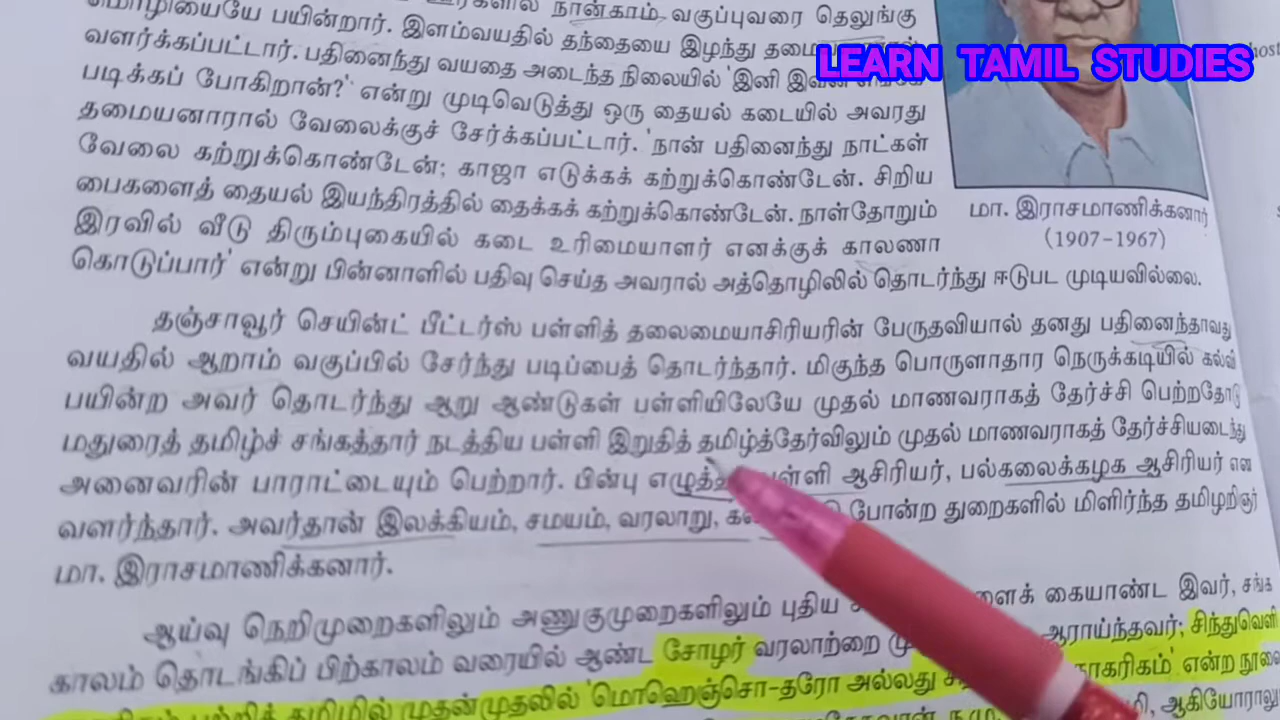 மொழியையே பயின்றார். நான்காம் வகுப்புவரை தெலுங்கு
வளர்க்கப்பட்டார். இளம்வயதில் தந்தையை இழந்து
பதினைந்து வயதை அடைந்த நிலையில் 'இனி
படிக்கப் போகிறான்?' என்று முடிவெடுத்து ஒரு தையல் கடையில் அவரது
தமையனாரால் வேலைக்குச் சேர்க்கப்பட்டார். 'நான் பதினைந்து நாட்கள்
வேலை கற்றுக்கொண்டேன்; காஜா எடுக்கக் கற்றுக்கொண்டேன். சிறிய
பைகளைத் தையல் இயந்திரத்தில் தைக்கக் கற்றுக்கொண்டேன். நாள்தோறும்
இரவில் வீடு திரும்புகையில் கடை உரிமையாளர் எனக்குக் காலணா
கொடுப்பார்' என்று பின்னாளில் பதிவு செய்த அவரால் அத்தொழிலில் தொடர்ந்து ஈடுபட முடியவில்லை.
LEARN TAMIL STUDIES
மா. இராசமாணிக்கனார்
(1907-1967)
தஞ்சாவூர் செயின்ட் பீட்டர்ஸ் பள்ளித் தலைமையாசிரியரின் பேருதவியால் தனது பதினைந்தாவது
வயதில் ஆறாம் வகுப்பில் சேர்ந்து படிப்பைத் தொடர்ந்தார். மிகுந்த பொருளாதார நெருக்கடியில் கல்வி
பயின்ற அவர் தொடர்ந்து ஆறு ஆண்டுகள் பள்ளியிலேயே முதல் மாணவராகத் தேர்ச்சி பெற்றதோடு
மதுரைத் தமிழ்ச் சங்கத்தார் நடத்திய பள்ளி இறுதித் தமிழ்த்தேர்விலும் முதல் மாணவராகத் தேர்ச்சியடைந்து
அனைவரின் பாராட்டையும் பெற்றார். பின்பு ஆசிரியர், பல்கலைக்கழக ஆசிரியர் என
வளர்ந்தார். அவர்தான் இலக்கியம், சமயம், வரலாறு, போன்ற துறைகளில் மிளிர்ந்த தமிழறிஞர்
மா. இராசமாணிக்கனார்.
ஆய்வு நெறிமுறைகளிலும் அணுகுமுறைகளிலும் புதிய கையாண்ட இவர், சங்க
காலம் தொடங்கிப் பிற்காலம் வரையில் ஆண்ட சோழர் வரலாற்றை ஆராய்ந்தவர்; சிந்துவெளி
பற்றித் தமிழில் முதன்முதலில் 'மொஹெஞ்சொ-தரோ அல்லது நாகரிகம்' என்ற நூலை
ஆகியோரால்